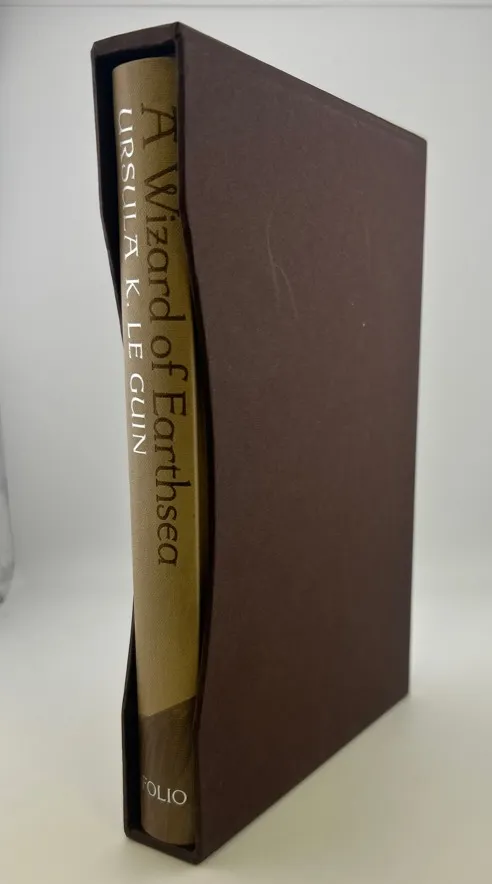 A Wizard of Earthsea
URSULA K. LE GUIN
FOLIO